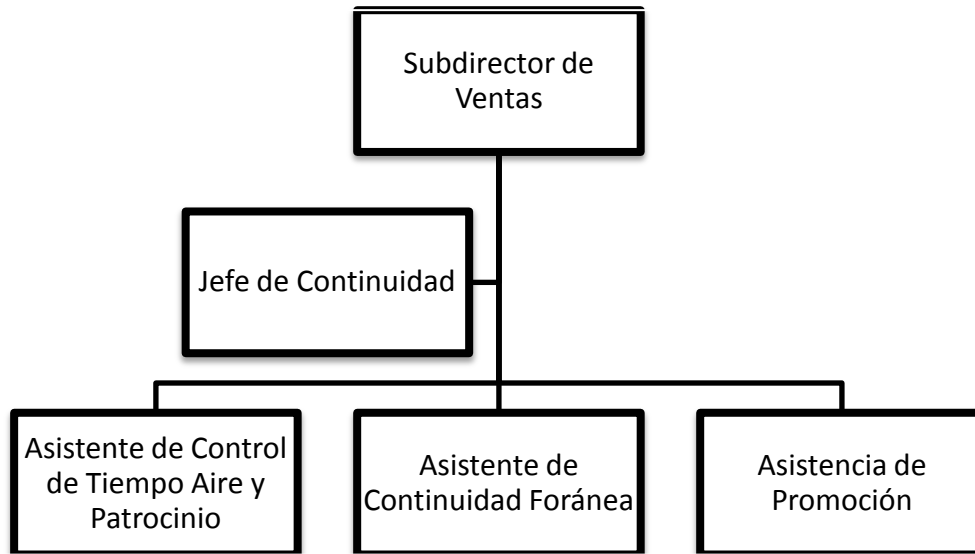 Subdirector de
Ventas
Jefe de Continuidad
Asistente de Control
de Tiempo Aire y
Patrocinio
Asistente de
Continuidad Foránea
Asistencia de
Promoción